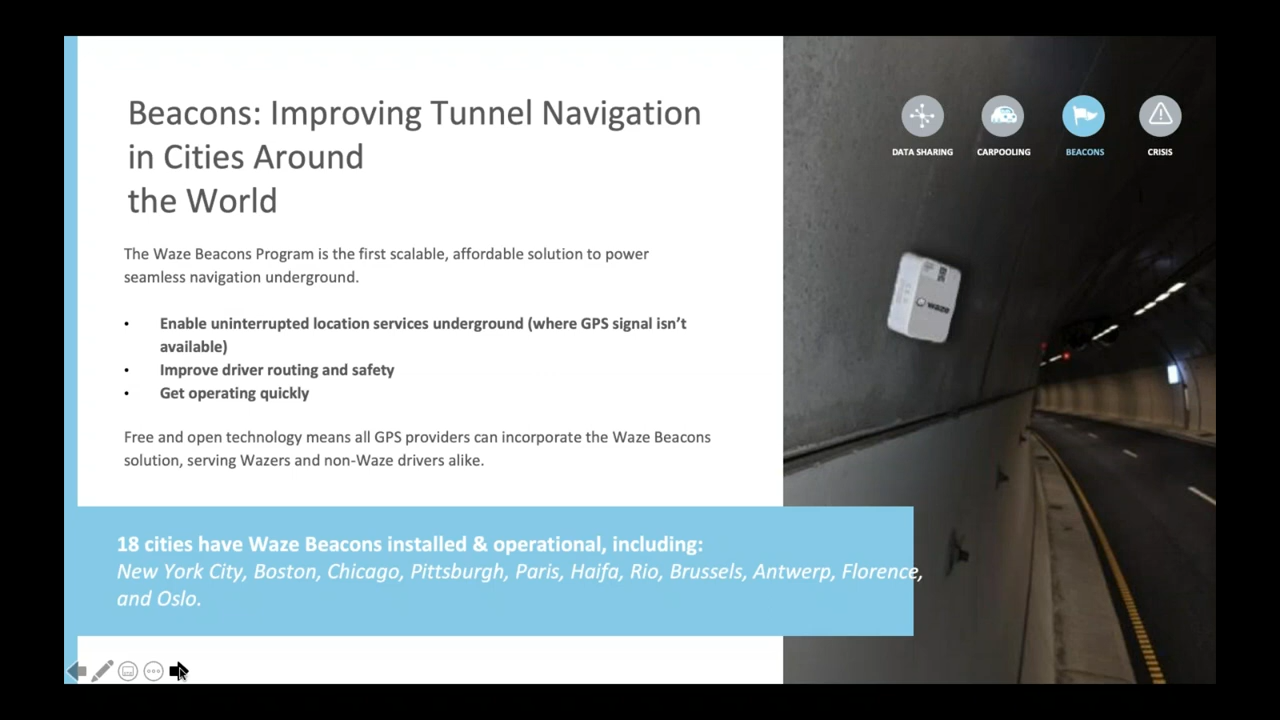 Beacons: Improving Tunnel Navigation
in Cities Around
the World
DATA SHARING
CARPOOLING
BEACONS
CRISIS
The Waze Beacons Program is the first scalable, affordable solution to power
seamless navigation underground.
• Enable uninterrupted location services underground (where GPS signal isn't
available)
• Improve driver routing and safety
• Get operating quickly
Free and open technology means all GPS providers can incorporate the Waze Beacons
solution, serving Wazers and non-Waze drivers alike.
waze
18 cities have Waze Beacons installed & operational, including:
New York City, Boston, Chicago, Pittsburgh, Paris, Haifa, Rio, Brussels, Antwerp, Florence,
and Oslo.